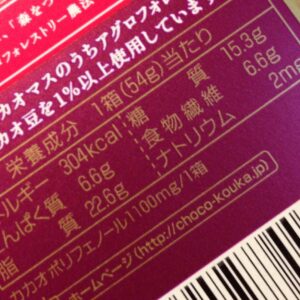 い、「森をつ
フォレストリー農法
カカオマスのうちアグロフォレ
カオ豆を1%以上使用しています
栄養成分 1箱(54g)当たり
ネルギー 304kcal 糖質 15.3g
んぱく質 6.6g 食物繊維 6.6g
脂質 22.6g ナトリウム 2mg
カカオポリフェノール1100mg/1箱
ホームページ(http://choco-kouka.jp)